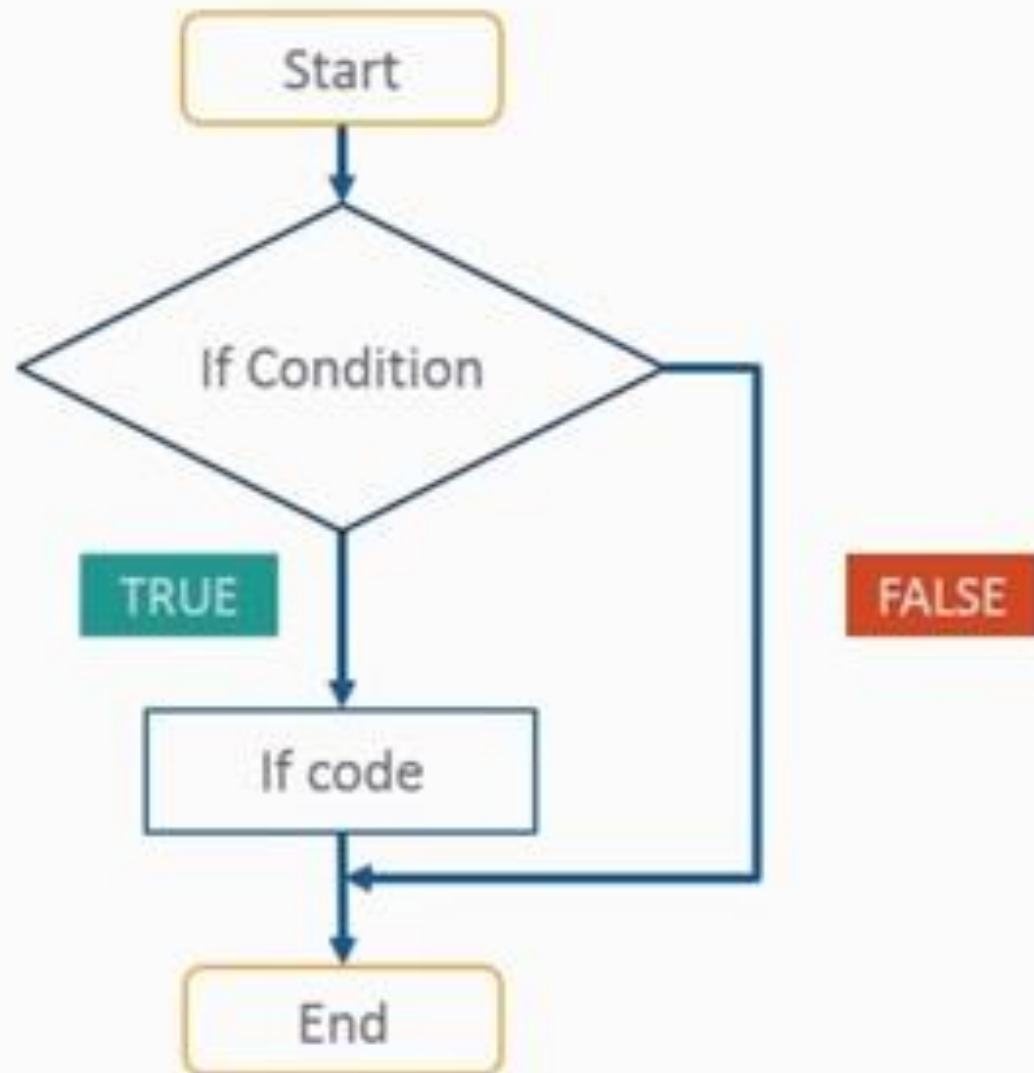 Start
If Condition
TRUE
FALSE
If code
End